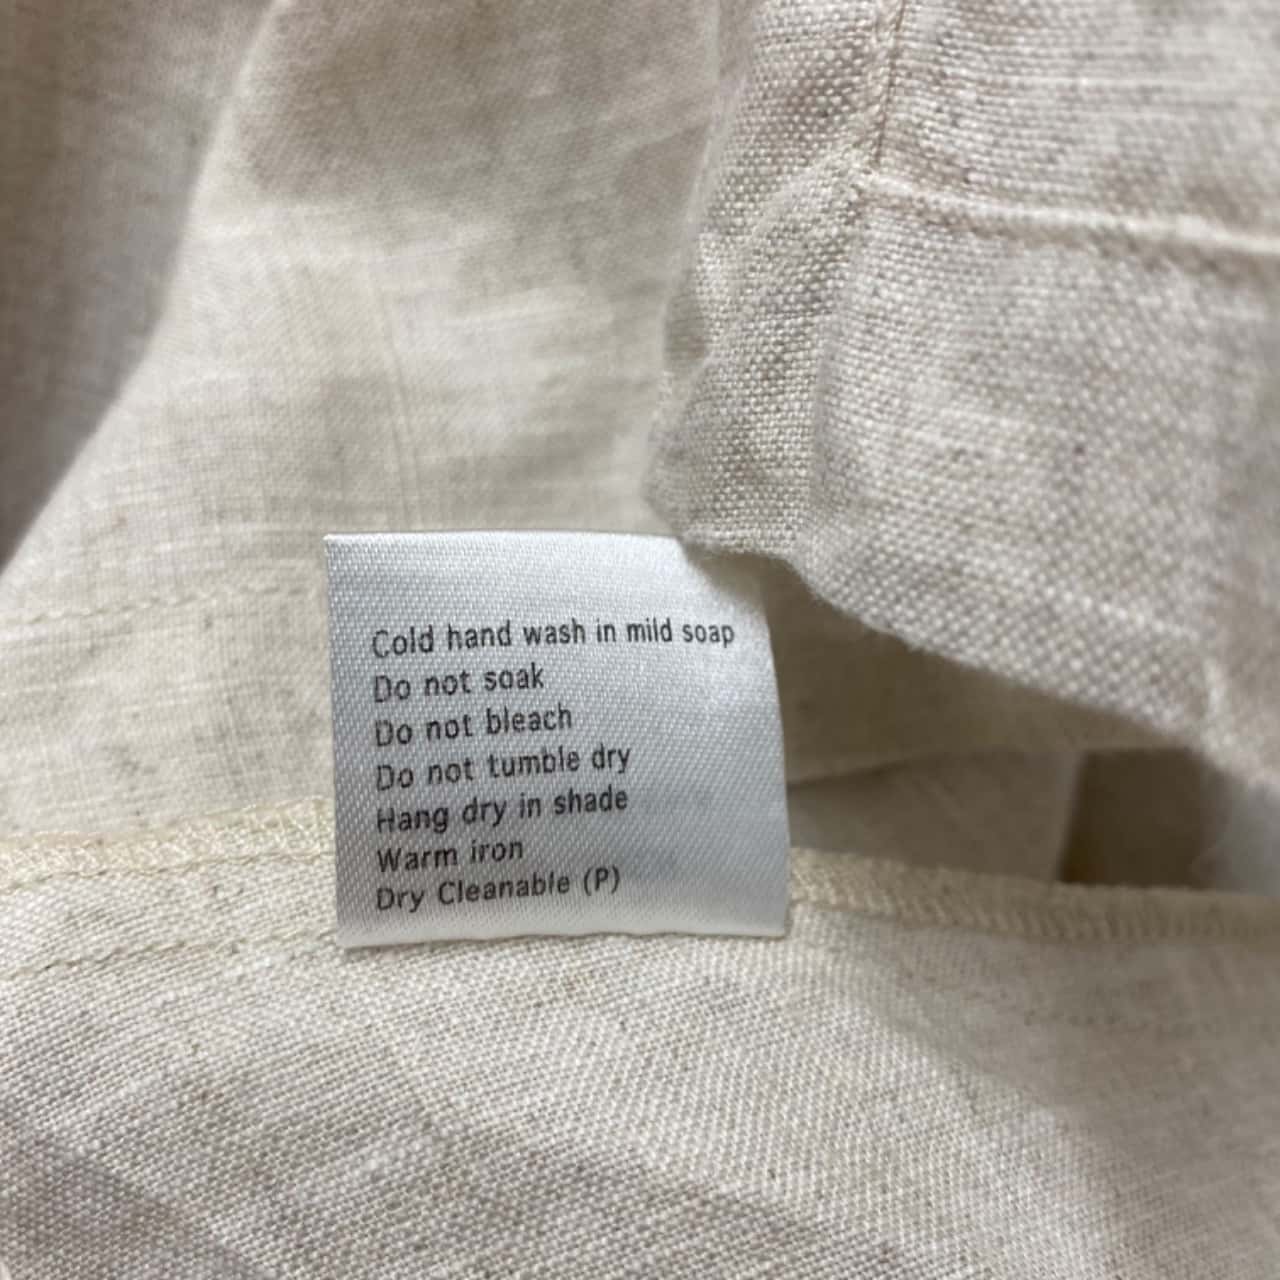 Cold hand wash in mild soap
Do not soak
Do not bleach
Do not tumble dry
Hang dry in shade
Warm iron
Dry Cleanable (P)